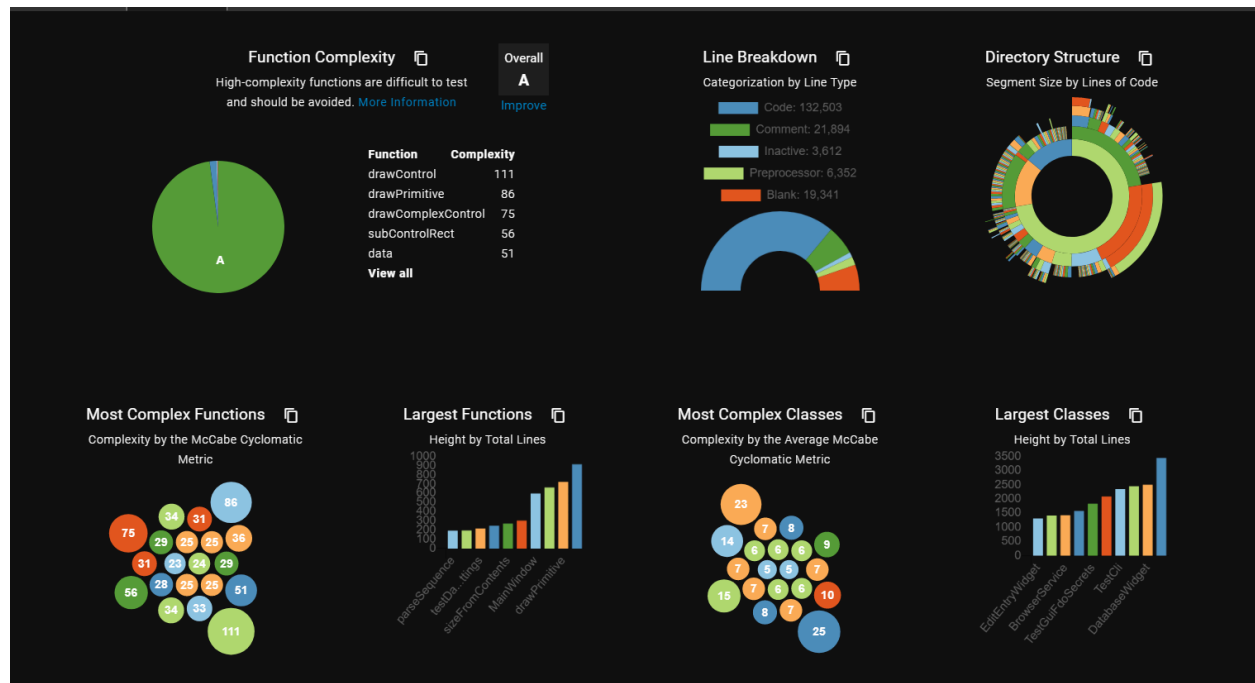 Function Complexity
High-complexity functions are difficult to test
and should be avoided. More Information
Overall
A
Improve
Function Complexity
drawControl 111
drawPrimitive 86
drawComplexControl 75
subControlRect 56
data 51
View all
A
Line Breakdown
Categorization by Line Type
Code: 132,503
Comment: 21,894
Inactive: 3,612
Preprocessor: 6,352
Blank: 19,341
Directory Structure
Segment Size by Lines of Code
Most Complex Functions
Complexity by the McCabe Cyclomatic
Metric
86
34
31
75
29
25
25
36
31
23
24
29
56
28
25
25
51
34
33
111
Largest Functions
Height by Total Lines
1000
900
800
700
600
500
400
300
200
100
0
parseSequence
testDa...ttings
sizeFromContents
MainWindow
drawPrimitive
Most Complex Classes
Complexity by the Average McCabe
Cyclomatic Metric
23
7
8
14
6
6
6
9
7
5
5
7
15
7
6
6
10
8
7
25
Largest Classes
Height by Total Lines
3500
3000
2500
2000
1500
1000
500
0
EditEntryWidget
BrowserService
TestGuiFdoSecrets
TestCli
DatabaseWidget